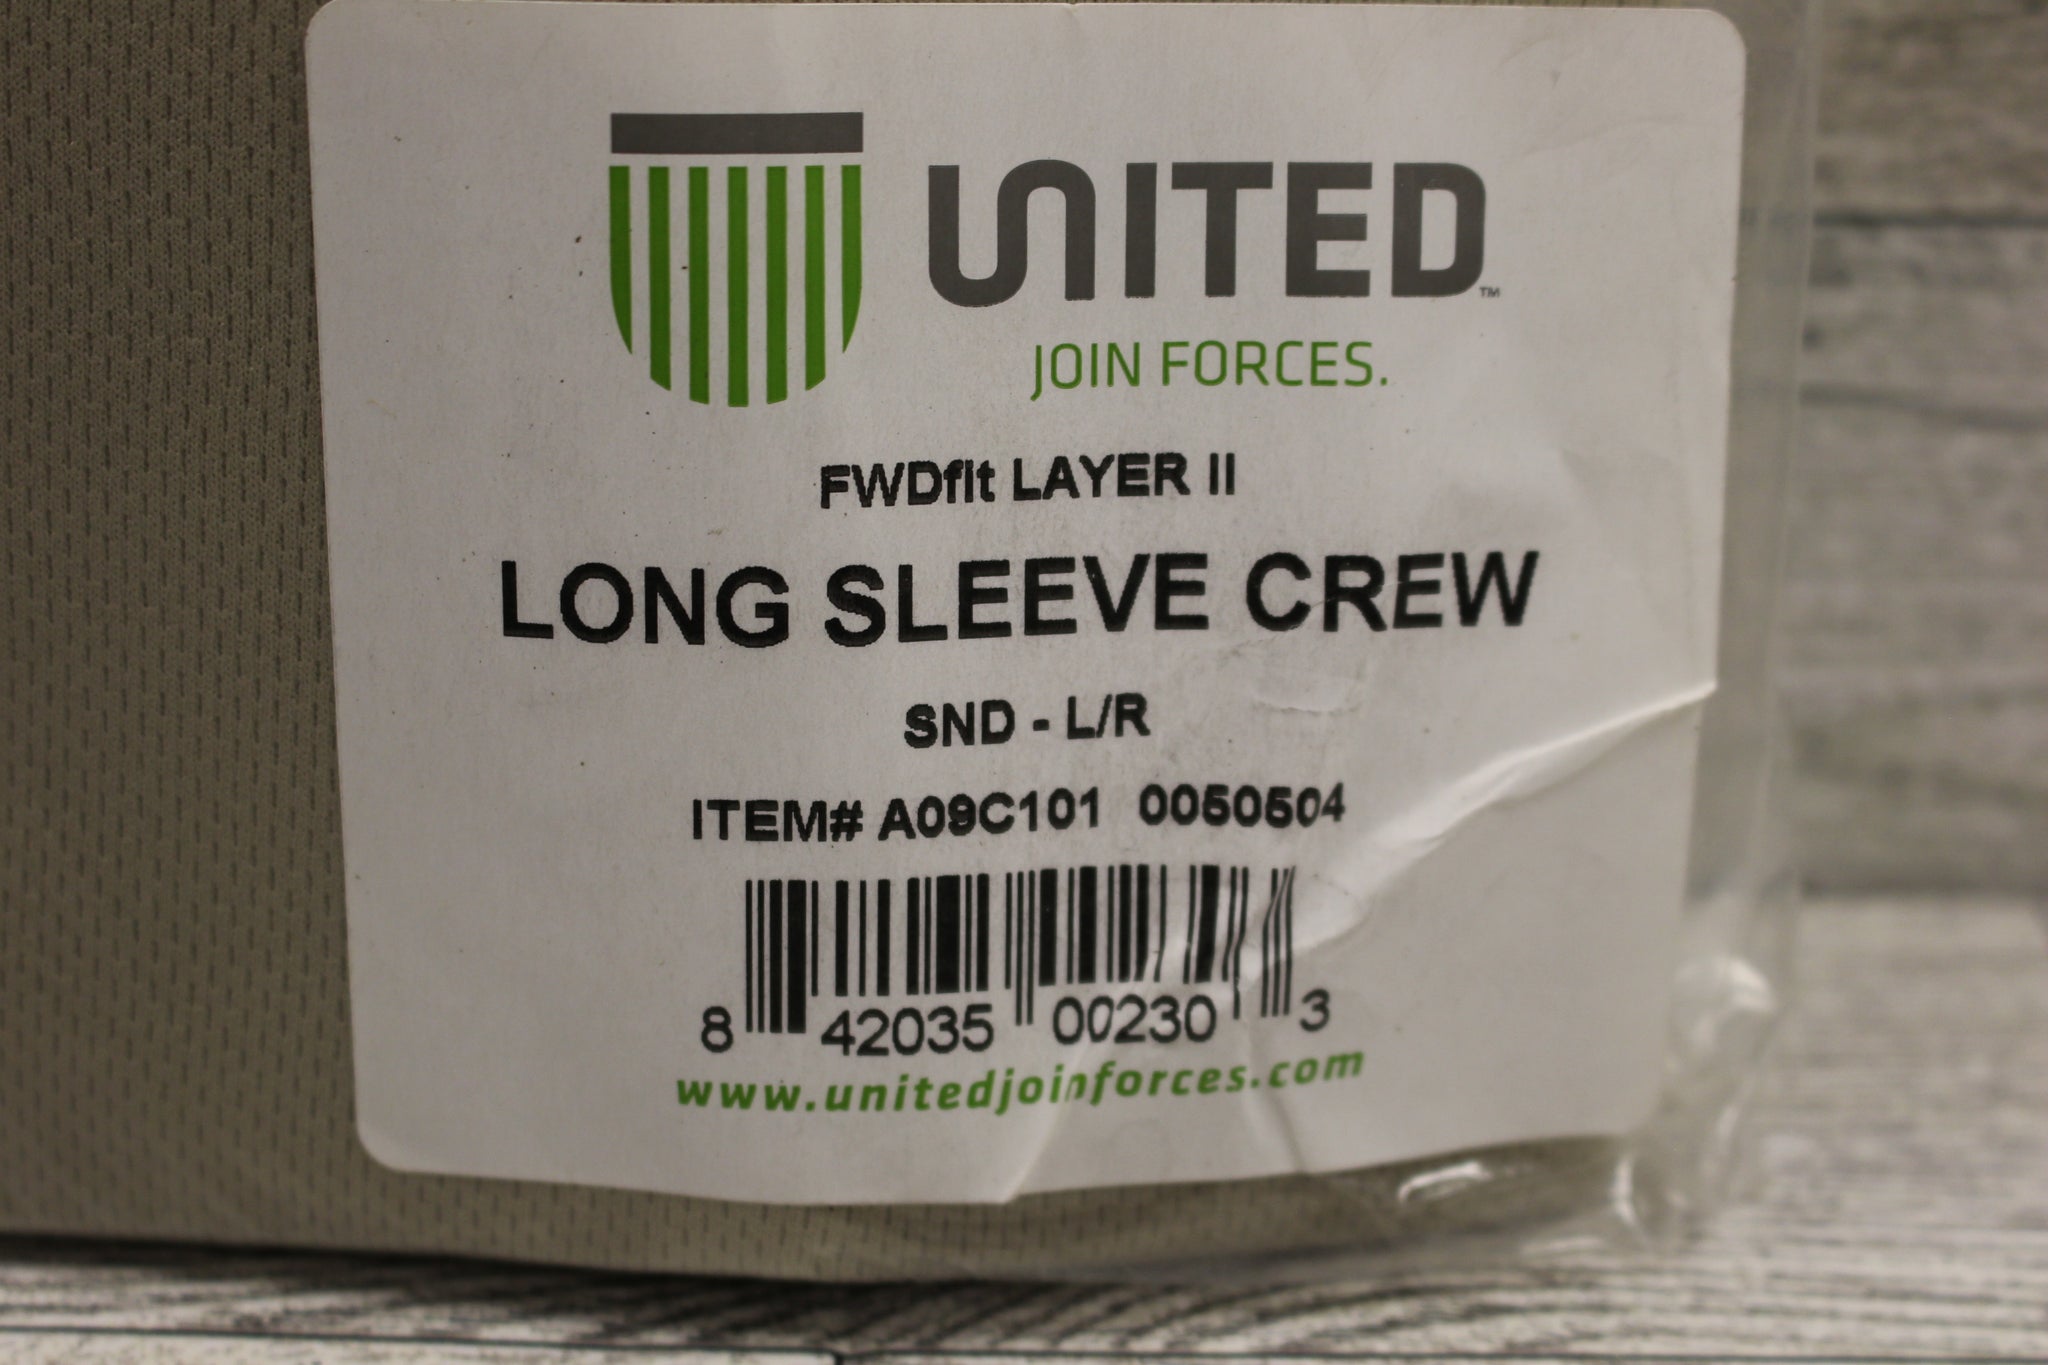 UNITED™
JOIN FORCES.
FWDfit LAYER II
LONG SLEEVE CREW
SND - L/R
ITEM# A09C101 0050504
8 42035 00230 3
www.unitedjoinforces.com